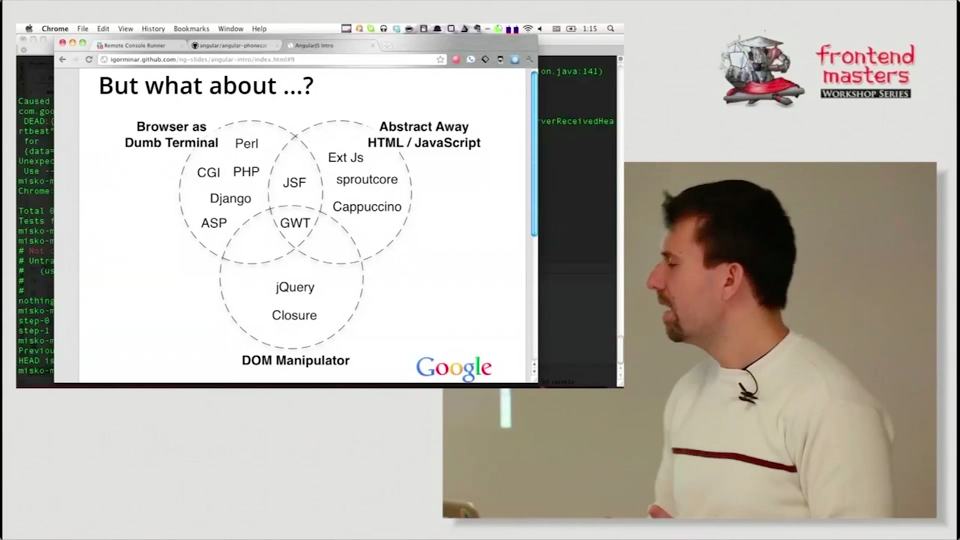 Chrome File Edit View History Bookmarks Window Help 1:15
Remote Console Runner
angular/angular-phonecat
AngularJS Intro
igorminar.github.com/ng-slides/angular-intro/index.html#9
But what about ...?
Browser as
Dumb Terminal
Abstract Away
HTML / JavaScript
Perl
CGI PHP
Django
ASP
JSF
GWT
Ext Js
sproutcore
Cappuccino
jQuery
Closure
DOM Manipulator
Google
on.java:141)
rverReceivedHea
Caused
com.goo
DEAD:(
rtbeat"
for
(data=
Unexpec
Use --
misko-m
Chrome:
Total 0
Tests f
misko-m
misko-m
# Not c
# Untra
# (us
#
#
nothing
misko-m
step-0
step-1
misko-m
Previou
HEAD is
misko-m
frontend
masters
WORKSHOP SERIES